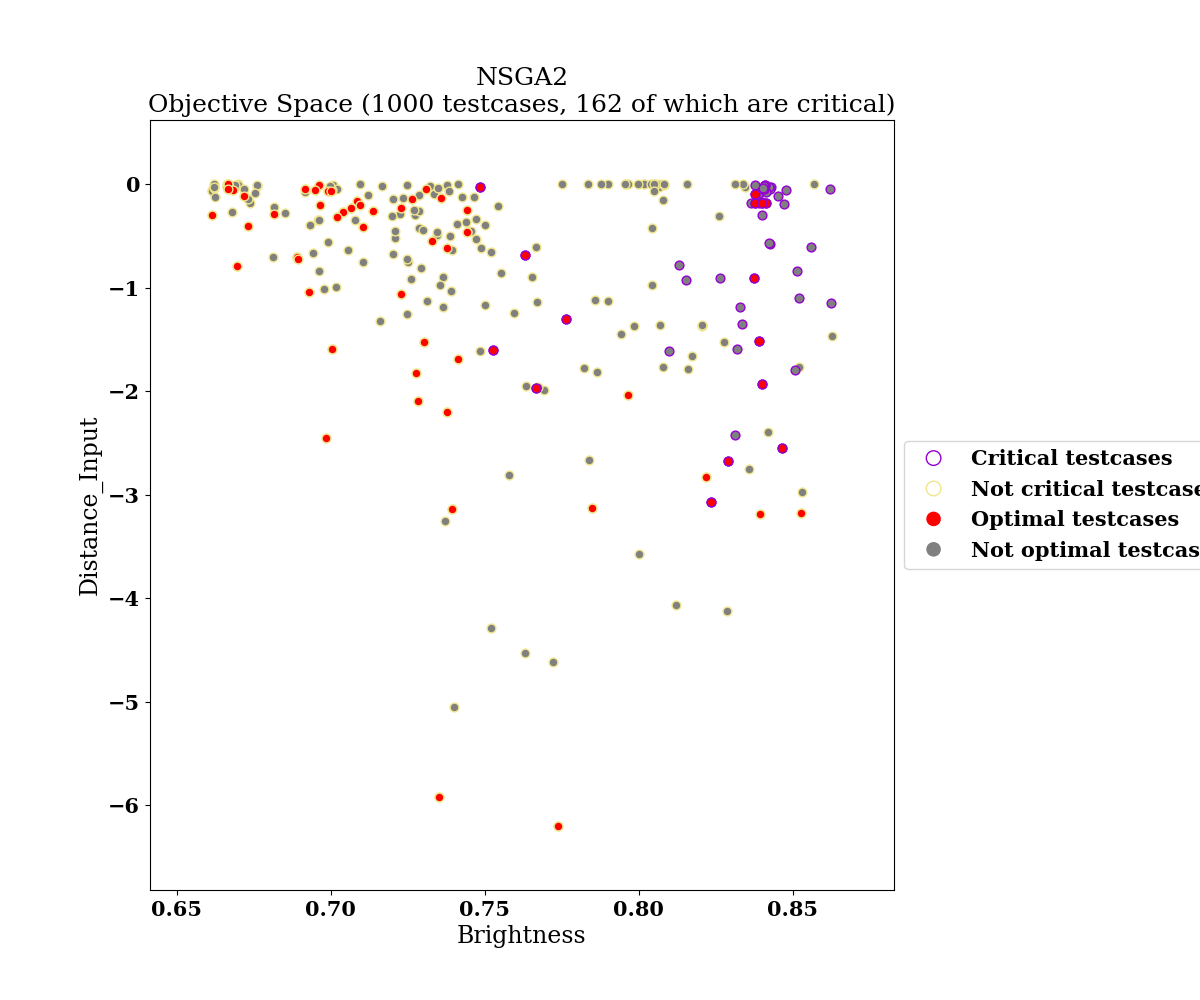 NSGA2
Objective Space (1000 testcases, 162 of which are critical)
0
−1
−2
−3
−4
−5
−6
Distance_Input
0.65 0.70 0.75 0.80 0.85
Brightness
Critical testcases
Not critical testcase
Optimal testcases
Not optimal testcas